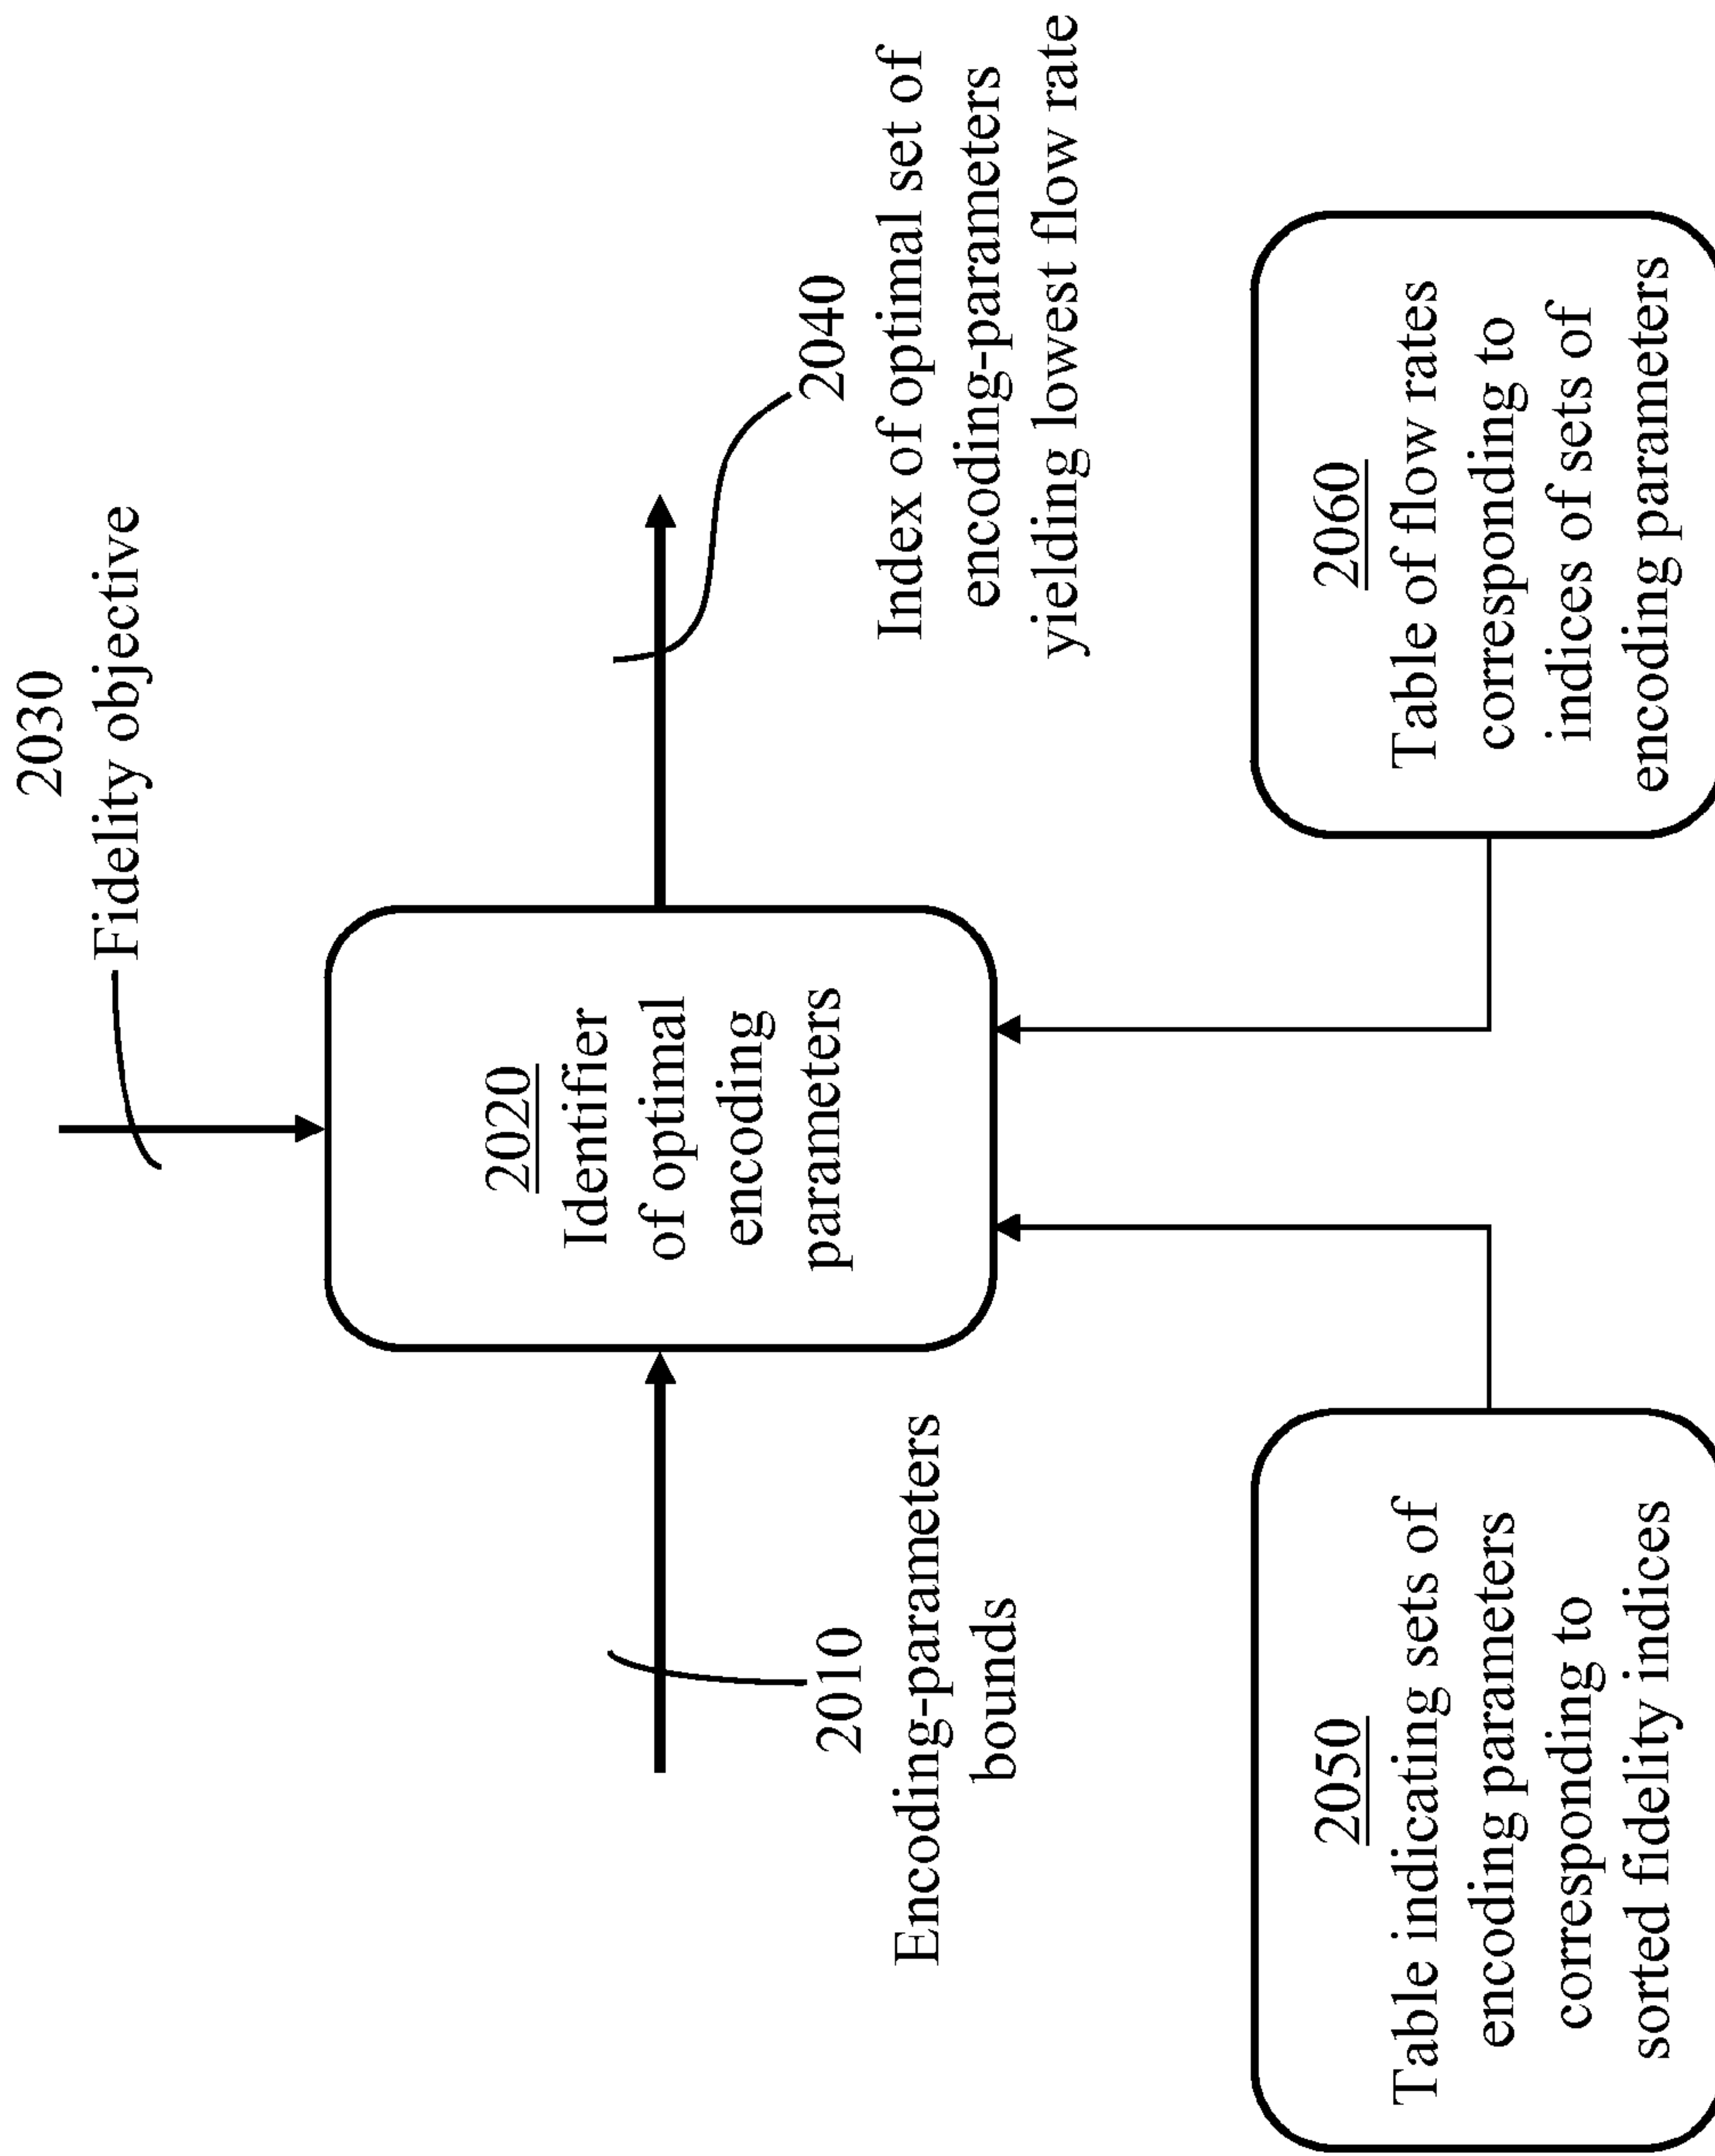 2030
Fidelity objective
2020
Identifier
of optimal
encoding
parameters
2010
Encoding-parameters
bounds
2040
Index of optimal set of
encoding-parameters
yielding lowest flow rate
2050
Table indicating sets of
encoding parameters
corresponding to
sorted fidelity indices
2060
Table of flow rates
corresponding to
indices of sets of
encoding parameters